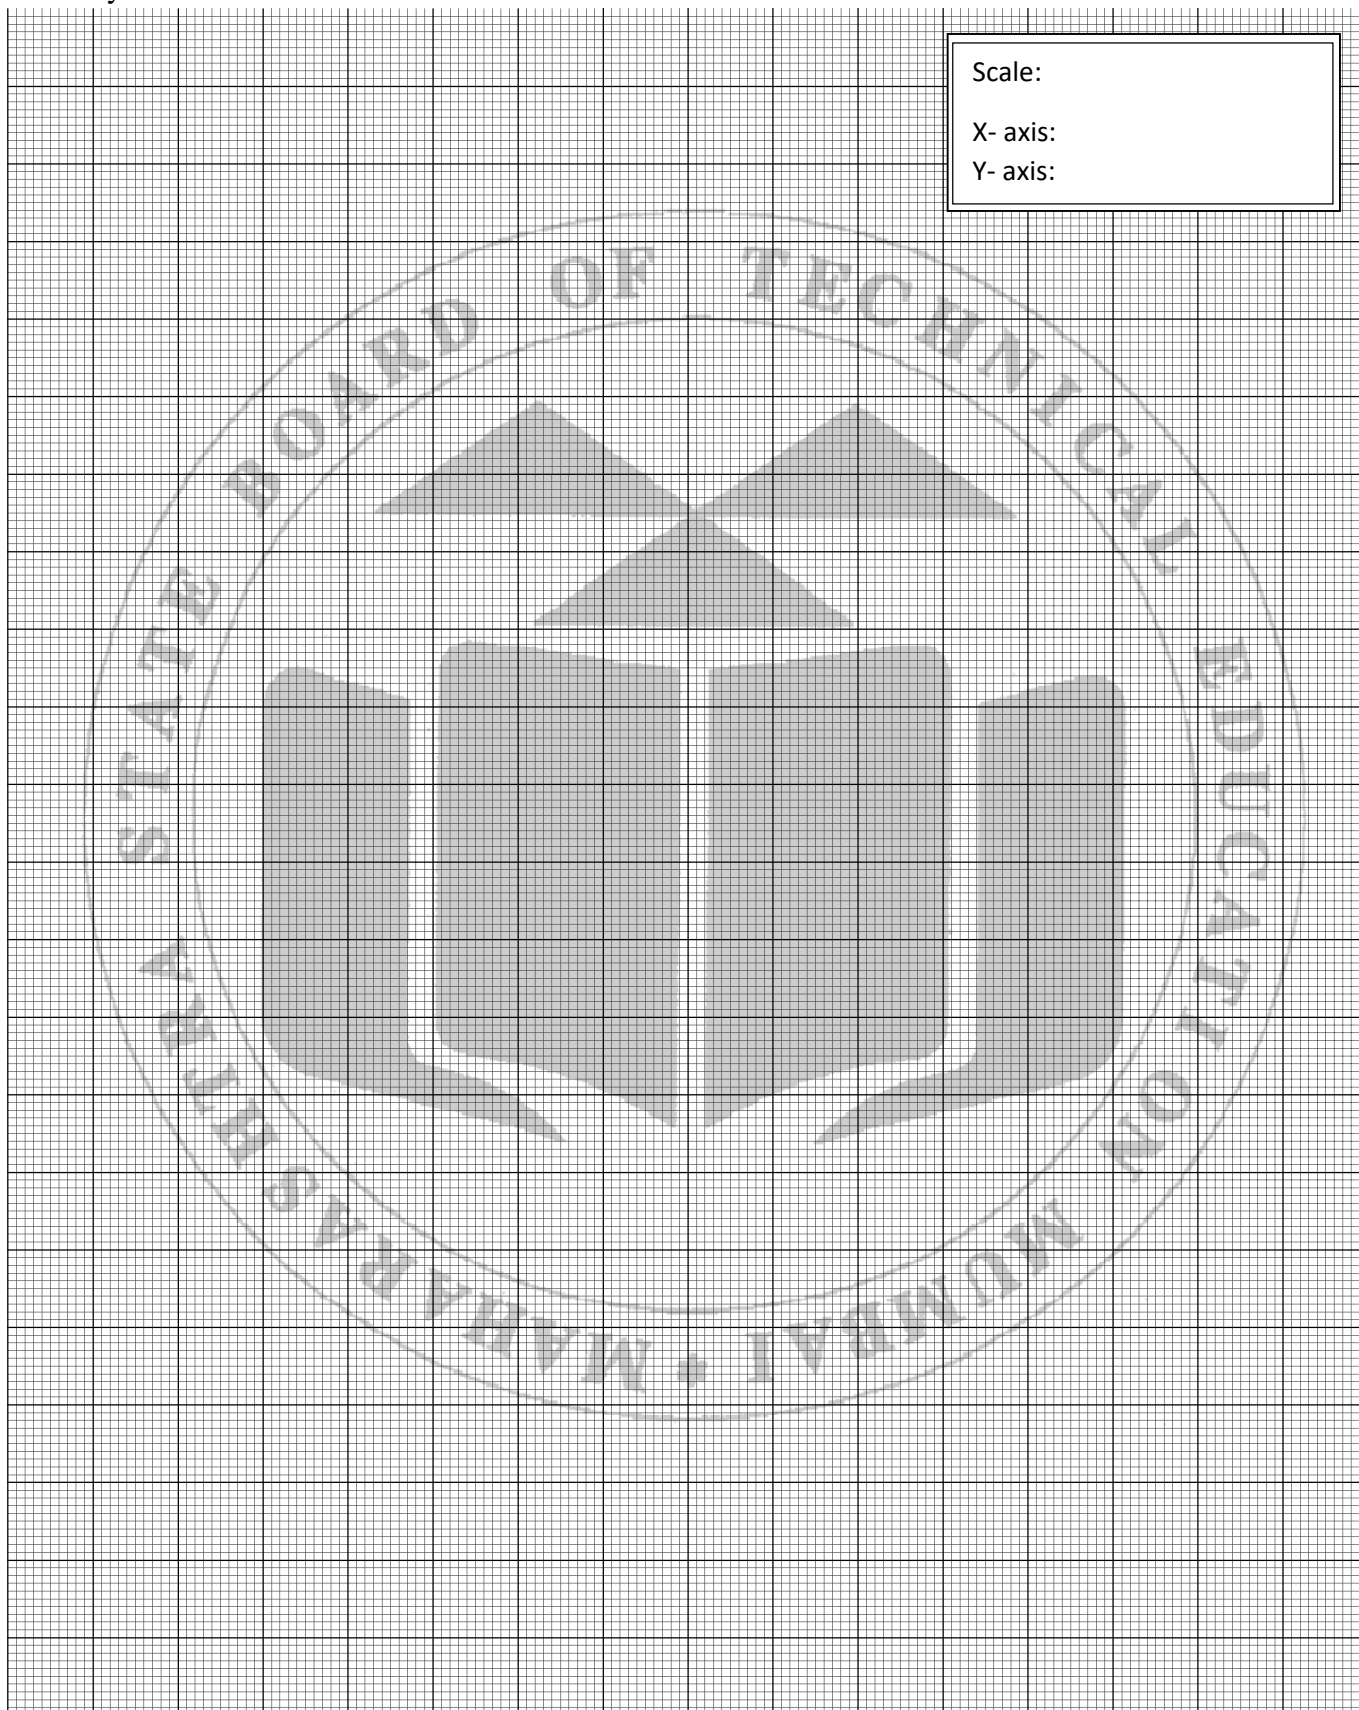 Scale:
X- axis:
Y- axis:
MAHARASHTRA STATE BOARD OF TECHNICAL EDUCATION MUMBAI *